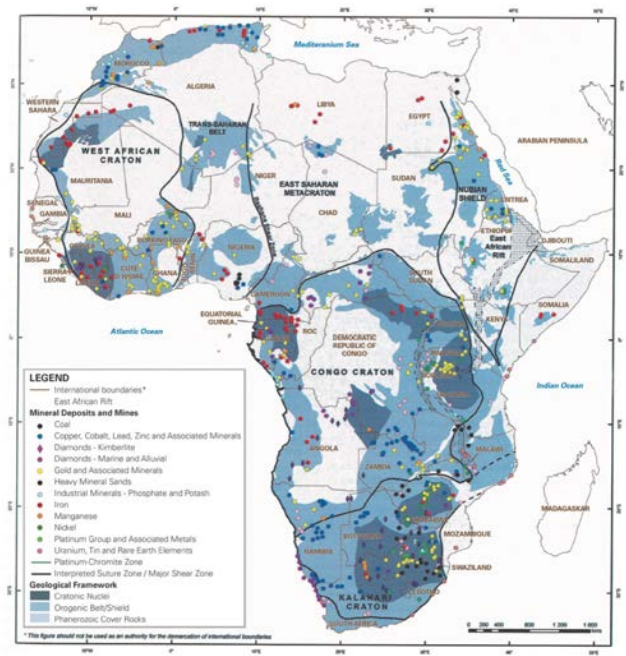 Mediteranium Sea
MOROCCO
ALGERIA
LIBYA
EGYPT
WESTERN
SAHARA
TRANS-SAHARAN
BELT
ARABIAN PENINSULA
WEST AFRICAN
CRATON
Red Sea
MAURITANIA
NIGER
EAST SAHARAN
METACRATON
SUDAN
NUBIAN
SHIELD
ERITREA
SENEGAL
MALI
CHAD
GAMBIA
BURKINA FASO
DJIBOUTI
GUINEA
BISSAU
NIGERIA
ETHIOPIA
East
African
Rift
SOMALILAND
SIERRA
LEONE
COTE
GHANA
SOUTH
SUDAN
CAMEROON
SOMALIA
EQUATORIAL
GUINEA
ROC
DEMOCRATIC
REPUBLIC OF
CONGO
KENYA
Atlantic Ocean
CONGO CRATON
Indian Ocean
ANGOLA
ZAMBIA
MALAWI
MADAGASCAR
NAMIBIA
BOTSWANA
MOZAMBIQUE
SWAZILAND
LESOTHO
KALAHARI
CRATON
SOUTH AFRICA
LEGEND
International boundaries*
East African Rift
Mineral Deposits and Mines
Coal
Copper, Cobalt, Lead, Zinc and Associated Minerals
Diamonds - Kimberlite
Diamonds - Marine and Alluvial
Gold and Associated Minerals
Heavy Mineral Sands
Industrial Minerals - Phosphate and Potash
Iron
Manganese
Nickel
Platinum Group and Associated Metals
Uranium, Tin and Rare Earth Elements
Platinum-Chromite Zone
Interpreted Suture Zone / Major Shear Zone
Geological Framework
Cratonic Nuclei
Orogenic Belt/Shield
Phanerozoic Cover Rocks
* This figure should not be used as an authority for the demarcation of international boundaries